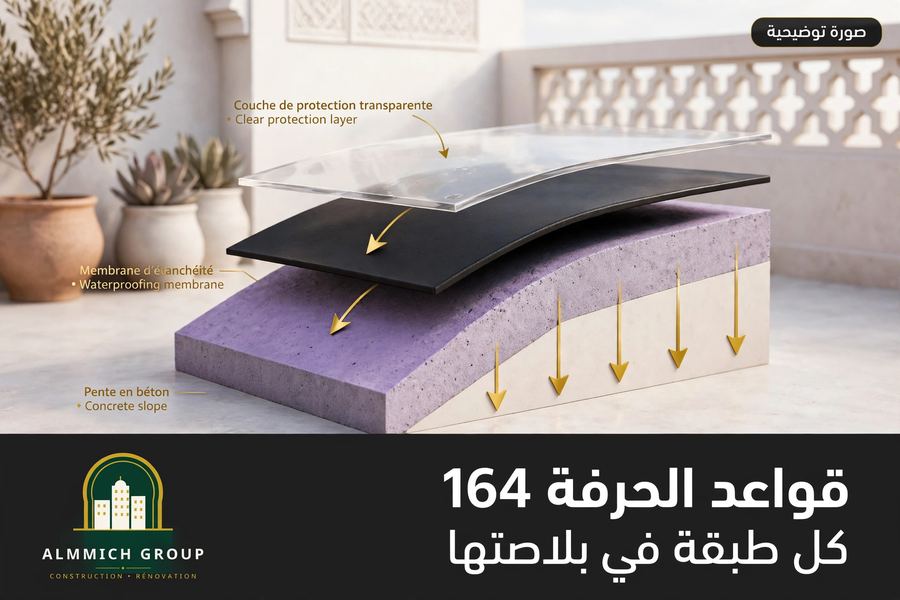 صورة توضيحية
Couche de protection transparente
• Clear protection layer
Membrane d'étanchéité
• Waterproofing membrane
Pente en béton
• Concrete slope
قواعد الحرفة 164
كل طبقة في بلاصتها
ALMMICH GROUP
CONSTRUCTION • RÉNOVATION